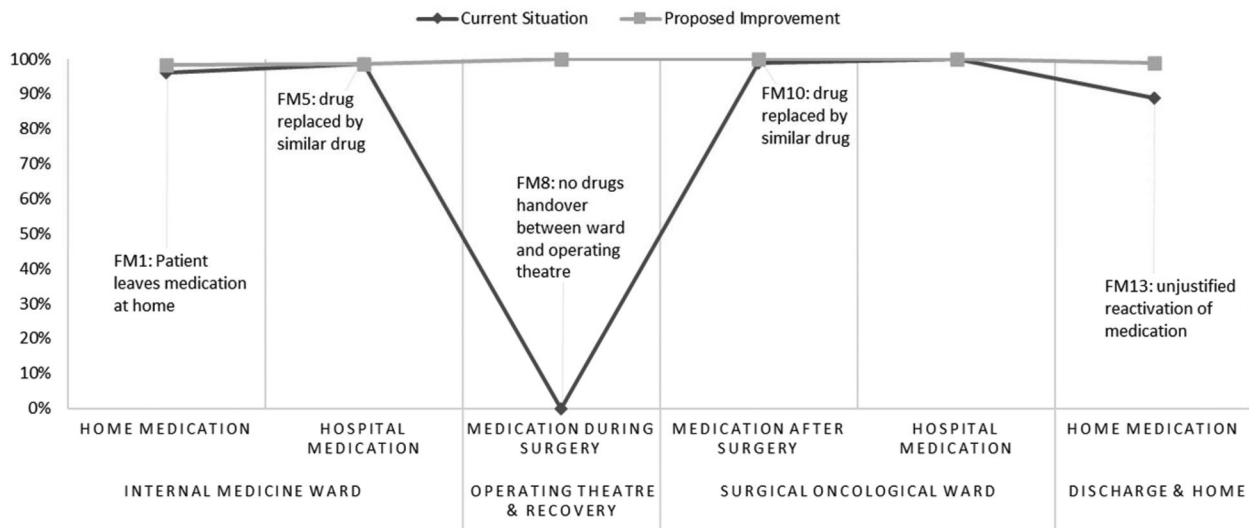 Current Situation
Proposed Improvement
100%
90%
80%
70%
60%
50%
40%
30%
20%
10%
0%
FM1: Patient
leaves medication
at home
FM5: drug
replaced by
similar drug
FM8: no drugs
handover
between ward
and operating
theatre
FM10: drug
replaced by
similar drug
FM13: unjustified
reactivation of
medication
HOME MEDICATION
HOSPITAL
MEDICATION
MEDICATION DURING
SURGERY
MEDICATION AFTER
SURGERY
HOSPITAL
MEDICATION
HOME MEDICATION
INTERNAL MEDICINE WARD
OPERATING THEATRE
& RECOVERY
SURGICAL ONCOLOGICAL WARD
DISCHARGE & HOME